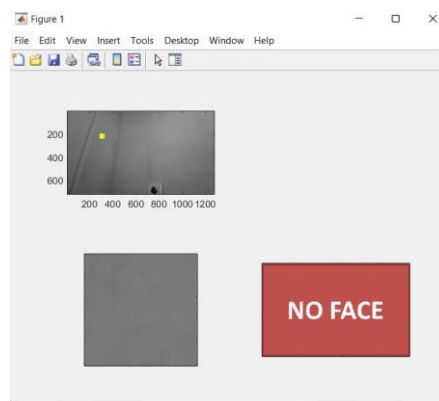 Figure 1
File Edit View Insert Tools Desktop Window Help
200
400
600
200 400 600 800 1000 1200
NO FACE